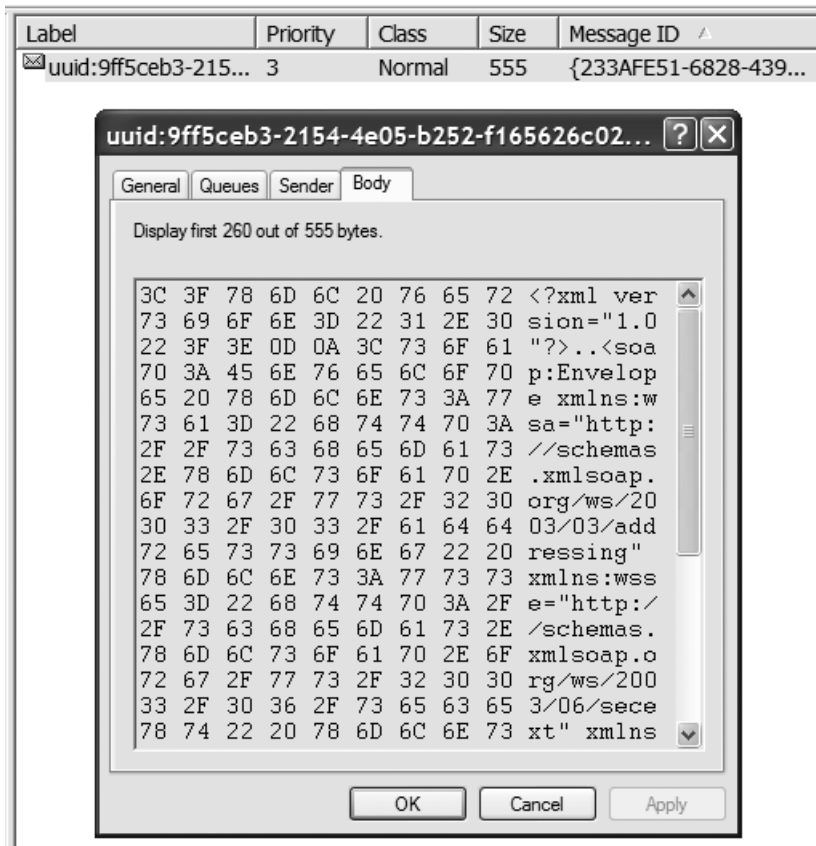 Label Priority Class Size Message ID
uuid:9ff5ceb3-215... 3 Normal 555 {233AFE51-6828-439...
uuid:9ff5ceb3-2154-4e05-b252-f165626c02...
General Queues Sender Body
Display first 260 out of 555 bytes.
3C 3F 78 6D 6C 20 76 65 72 <?xml ver
73 69 6F 6E 3D 22 31 2E 30 sion="1.0
22 3F 3E 0D 0A 3C 73 6F 61 "?>..<soa
70 3A 45 6E 76 65 6C 6F 70 p:Envelop
65 20 78 6D 6C 6E 73 3A 77 e xmlns:w
73 61 3D 22 68 74 74 70 3A sa="http:
2F 2F 73 63 68 65 6D 61 73 //schemas
2E 78 6D 6C 73 6F 61 70 2E .xmlsoap.
6F 72 67 2F 77 73 2F 32 30 org/ws/20
30 33 2F 30 33 2F 61 64 64 03/03/add
72 65 73 73 69 6E 67 22 20 ressing"
78 6D 6C 6E 73 3A 77 73 73 xmlns:wss
65 3D 22 68 74 74 70 3A 2F e="http:/
2F 73 63 68 65 6D 61 73 2E /schemas.
78 6D 6C 73 6F 61 70 2E 6F xmlsoap.o
72 67 2F 77 73 2F 32 30 30 rg/ws/200
33 2F 30 36 2F 73 65 63 65 3/06/sece
78 74 22 20 78 6D 6C 6E 73 xt" xmlns
OK Cancel Apply